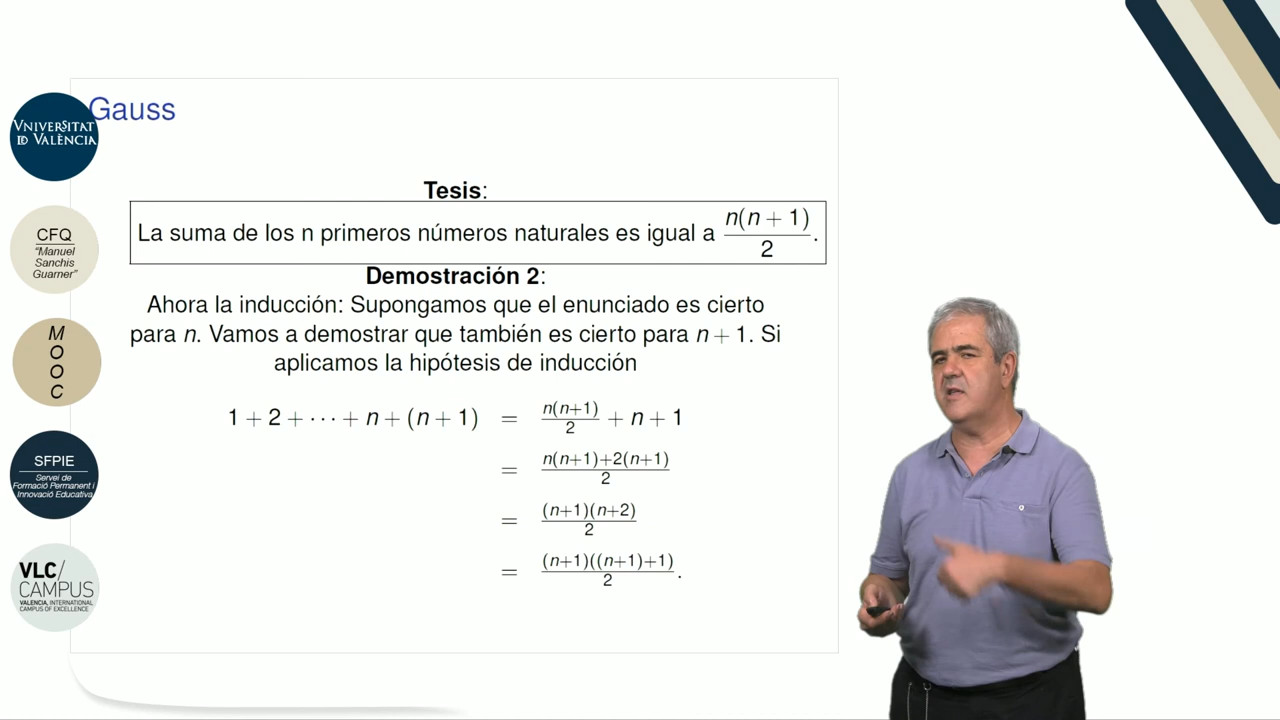 Gauss
VNIVERSITAT
ID VALÈNCIA
CFQ
"Manuel
Sanchis
Guarner"
M
O
O
C
SFPIE
Servei de
Formació Permanent i
Innovació Educativa
VLC/
CAMPUS
VALENCIA, INTERNATIONAL
CAMPUS OF EXCELLENCE
Tesis:
La suma de los n primeros números naturales es igual a n(n + 1)/2.
Demostración 2:
Ahora la inducción: Supongamos que el enunciado es cierto
para n. Vamos a demostrar que también es cierto para n + 1. Si
aplicamos la hipótesis de inducción
1 + 2 + ··· + n + (n + 1) = n(n+1)/2 + n + 1
= n(n+1)+2(n+1)/2
= (n+1)(n+2)/2
= (n+1)((n+1)+1)/2.